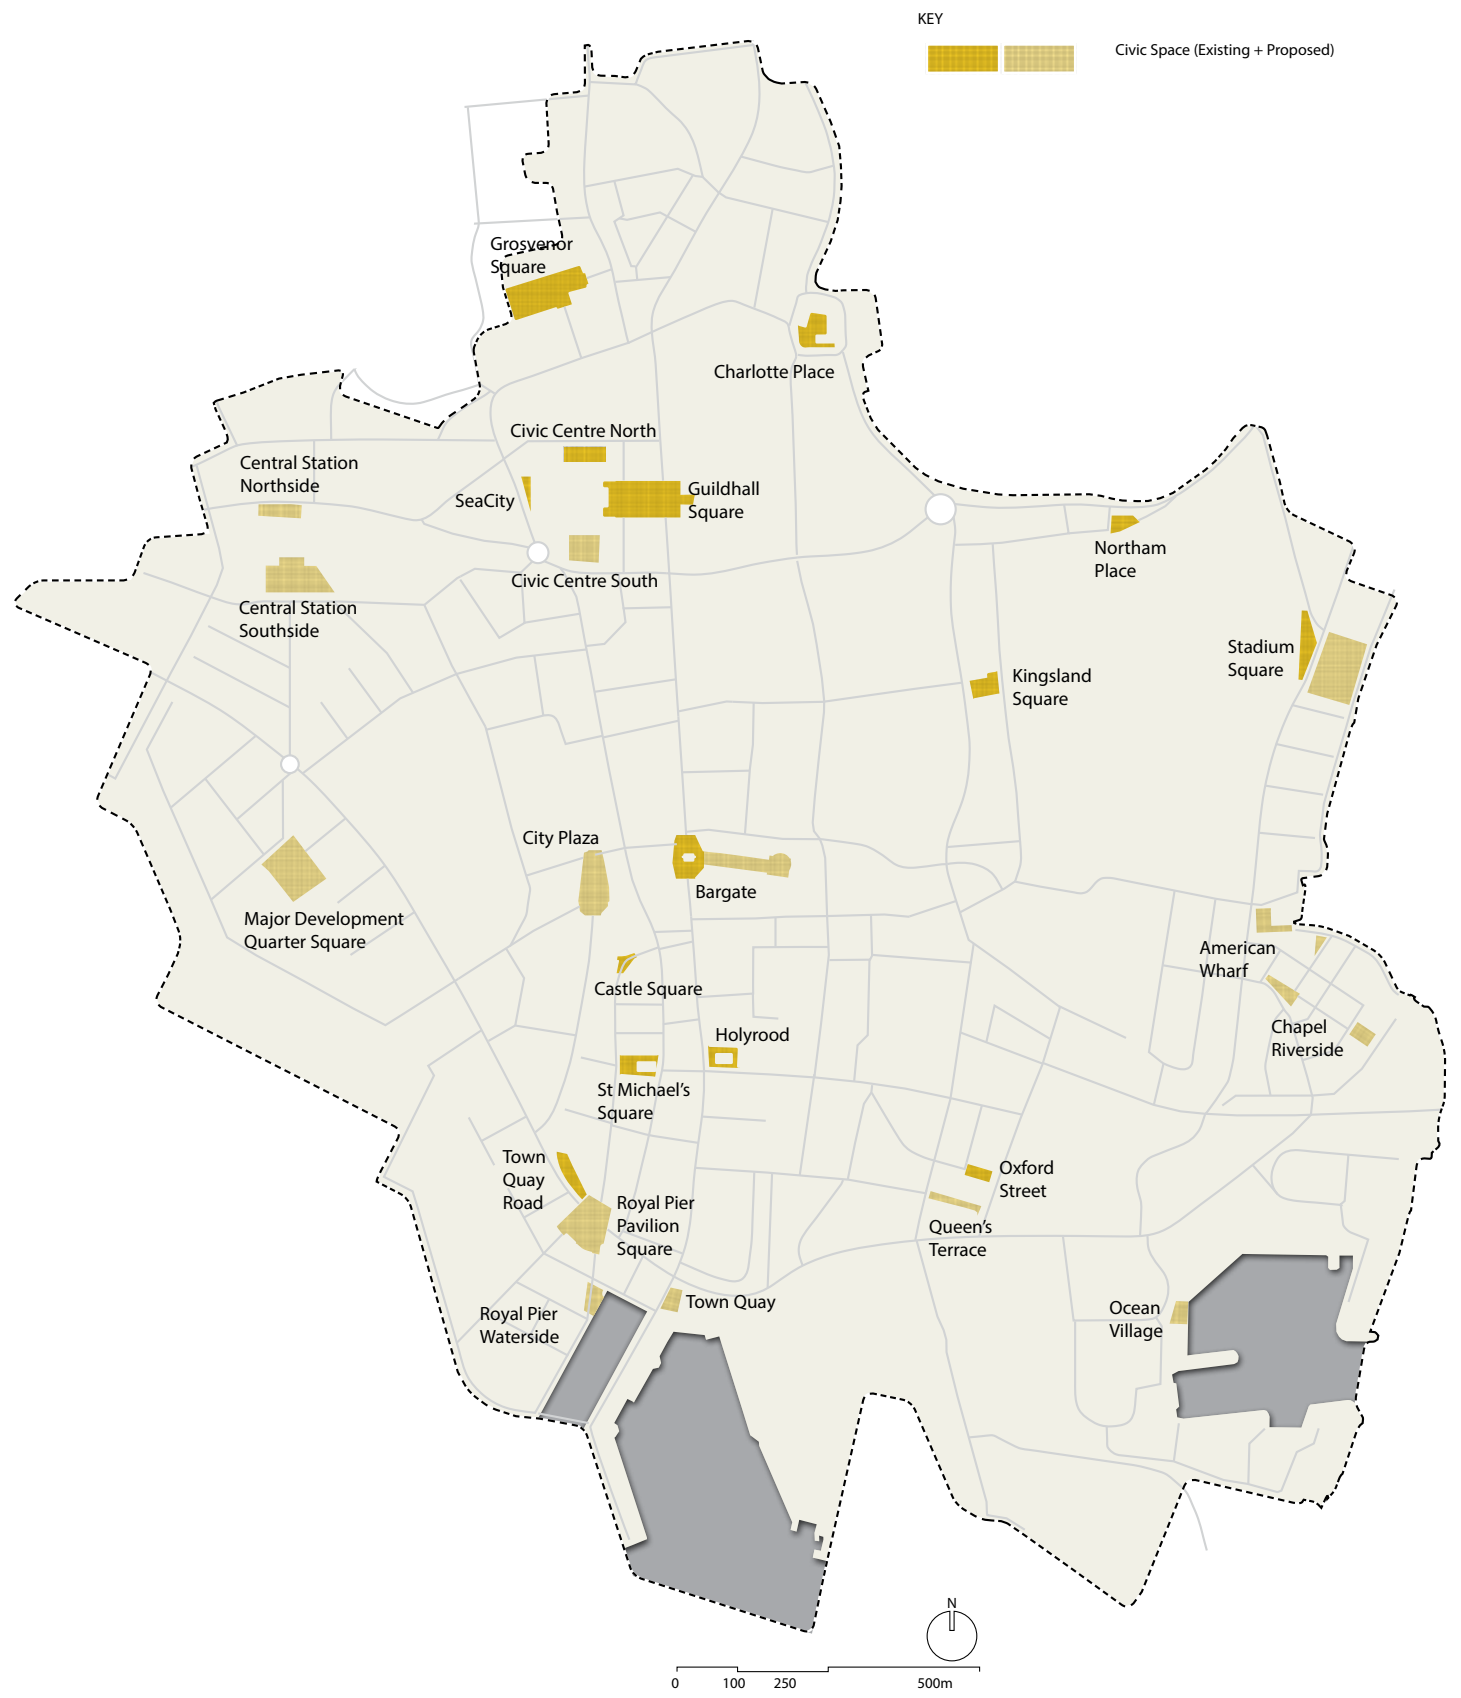 KEY
Civic Space (Existing + Proposed)
Grosvenor
Square
Charlotte Place
Civic Centre North
Central Station
Northside
SeaCity
Guildhall
Square
Northam
Place
Civic Centre South
Central Station
Southside
Stadium
Square
Kingsland
Square
City Plaza
Bargate
Major Development
Quarter Square
American
Wharf
Castle Square
Chapel
Riverside
Holyrood
St Michael's
Square
Town
Quay
Road
Oxford
Street
Royal Pier
Pavilion
Square
Queen's
Terrace
Town Quay
Royal Pier
Waterside
Ocean
Village
N
0 100 250 500m